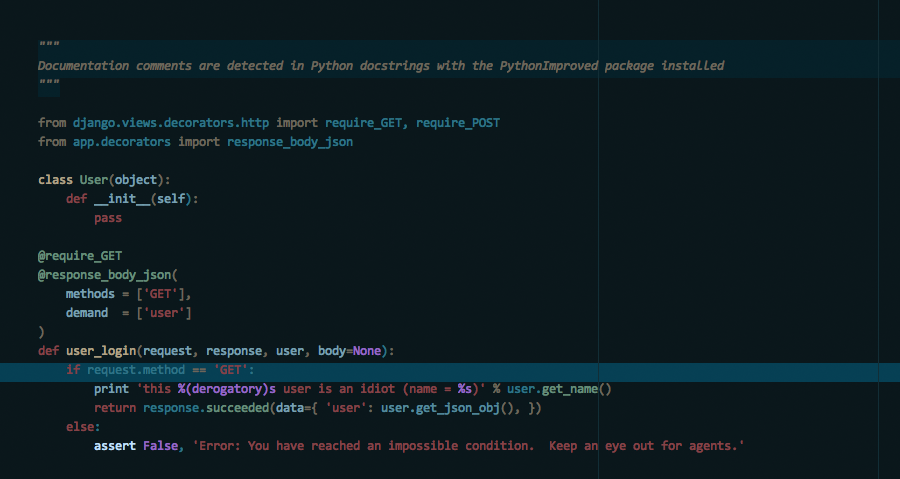 """
Documentation comments are detected in Python docstrings with the PythonImproved package installed
"""
from django.views.decorators.http import require_GET, require_POST
from app.decorators import response_body_json
class User(object):
    def __init__(self):
        pass
@require_GET
@response_body_json(
    methods = ['GET'],
    demand  = ['user']
)
def user_login(request, response, user, body=None):
    if request.method == 'GET':
        print 'this %(derogatory)s user is an idiot (name = %s)' % user.get_name()
        return response.succeeded(data={ 'user': user.get_json_obj(), })
    else:
        assert False, 'Error: You have reached an impossible condition.  Keep an eye out for agents.'